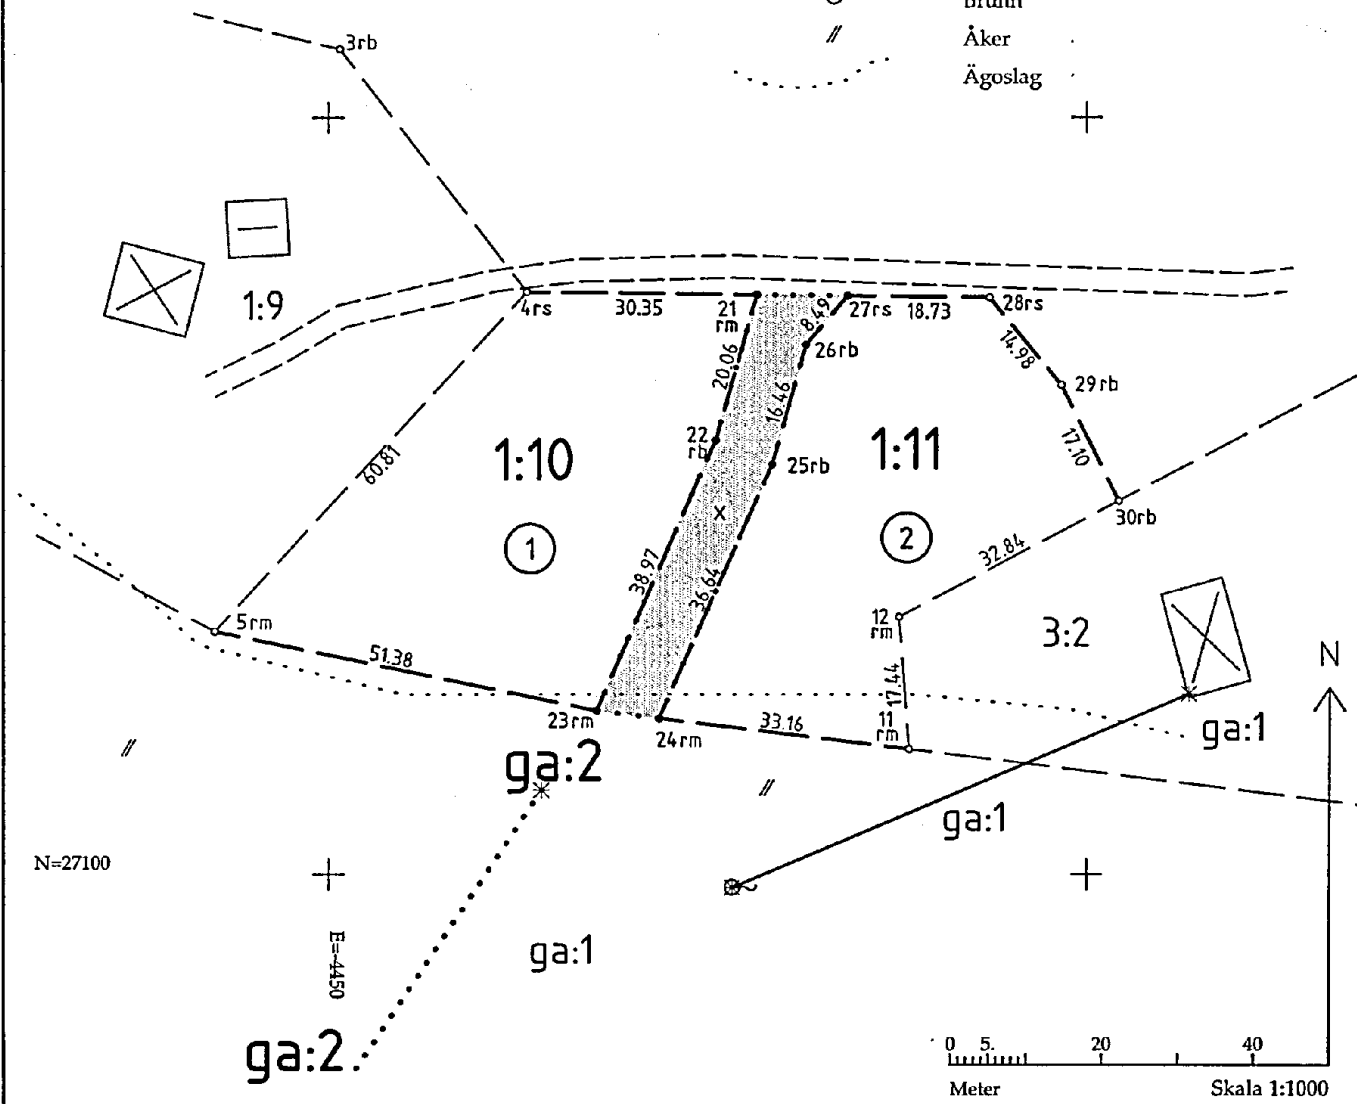 Brunn
Åker
Ägoslag
3rb
1:9
4rs
30.35
21
rm
8.49
27rs
18.73
28rs
26rb
14.98
29rb
20.06
16.46
22
rb
1:10
1:11
17.10
60.81
25rb
x
30rb
1
2
32.84
38.97
36.64
12
rm
3:2
5rm
51.38
17.44
N
23rm
24rm
33.16
11
rm
ga:1
ga:2
ga:1
N=27100
E=-4450
ga:1
ga:2
0 5. 20 40
Meter Skala 1:1000